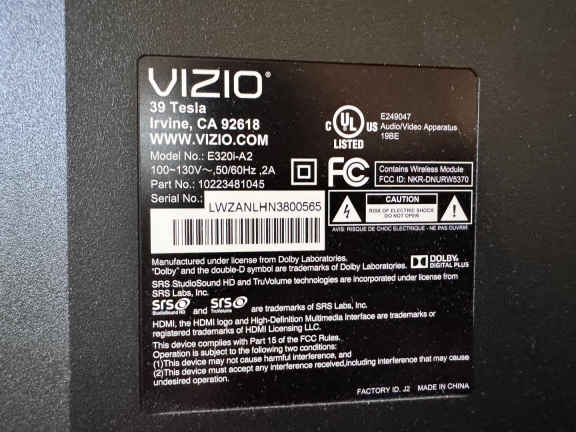 VIZIO®
39 Tesla
Irvine, CA 92618
WWW.VIZIO.COM
Model No.: E320i-A2
100~130V~,50/60Hz ,2A
Part No.: 10223481045
Serial No.:
LWZANLHN3800565
C UL US
LISTED
E249047
Audio/Video Apparatus
19BE
FC
Contains Wireless Module
FCC ID: NKR-DNURW5370
CAUTION
RISK OF ELECTRIC SHOCK
DO NOT OPEN
AVIS: RISQUE DE CHOC ELECTRIQUE - NE PAS OUVRIR
Manufactured under license from Dolby Laboratories.
"Dolby" and the double-D symbol are trademarks of Dolby Laboratories.
DOLBY
DIGITAL PLUS
SRS StudioSound HD and TruVolume technologies are incorporated under license from
SRS Labs, Inc.
SRS StudioSound HD and SRS TruVolume are trademarks of SRS Labs, Inc.
HDMI, the HDMI logo and High-Definition Multimedia Interface are trademarks or
registered trademarks of HDMI Licensing LLC.
This device complies with Part 15 of the FCC Rules.
Operation is subject to the following two conditions:
(1)This device may not cause harmful interference, and
(2)This device must accept any interference received,including interference that may cause
undesired operation.
FACTORY ID. J2 MADE IN CHINA